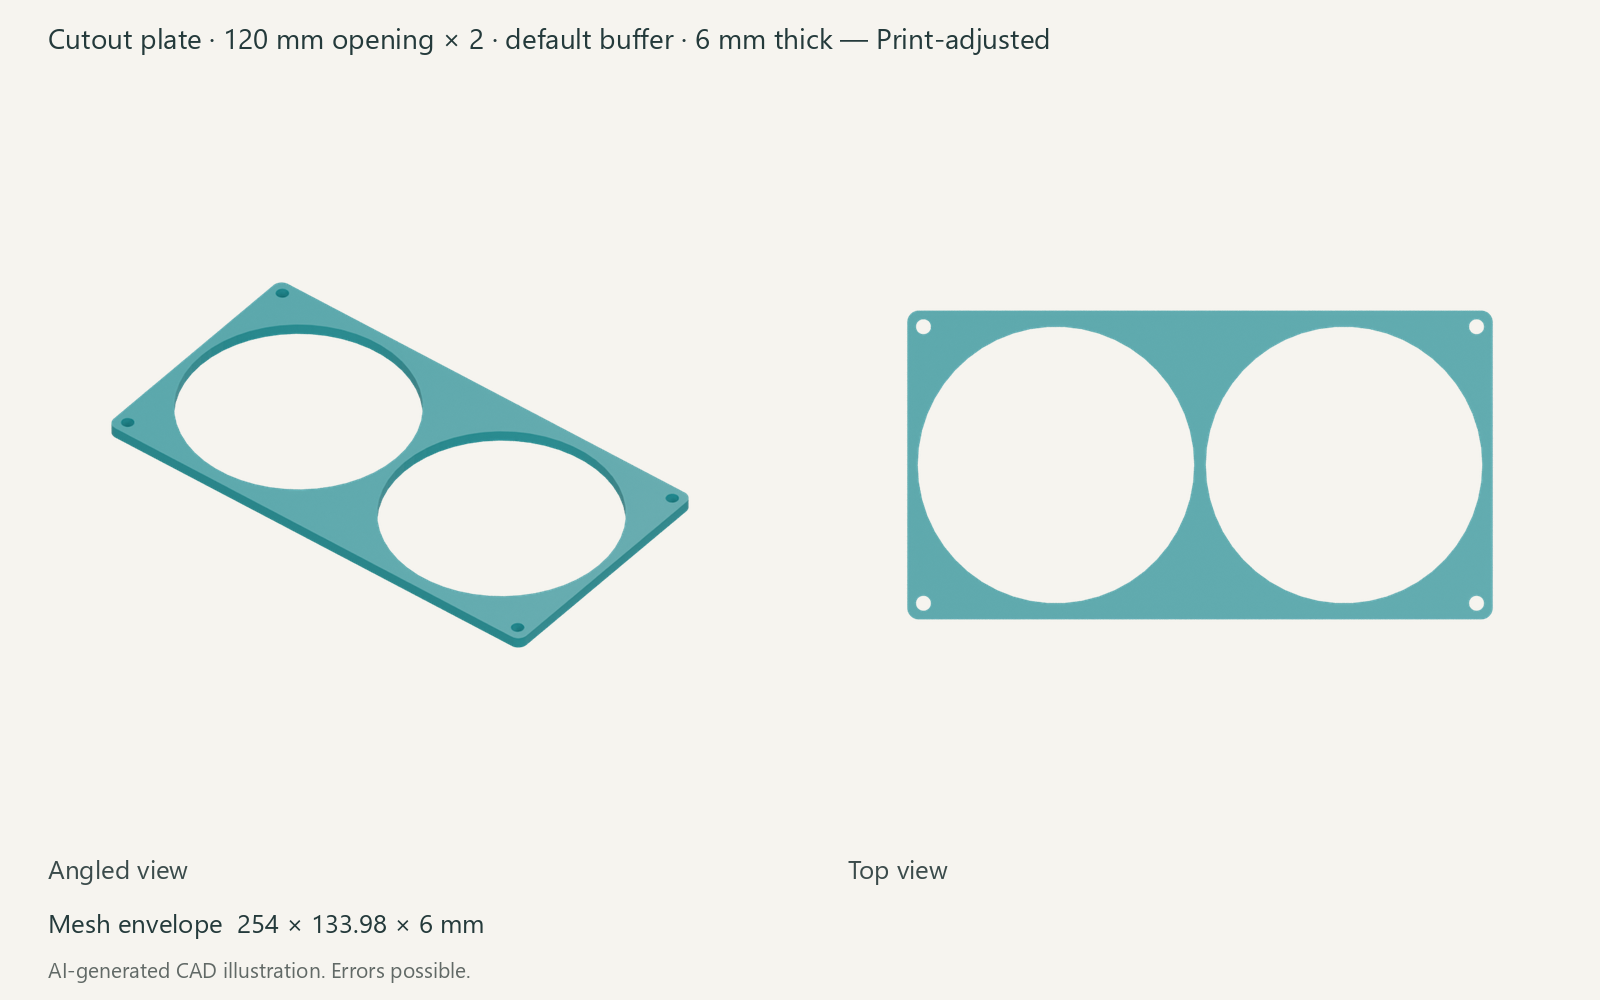 Cutout plate · 120 mm opening × 2 · default buffer · 6 mm thick — Print-adjusted
Angled view
Top view
Mesh envelope 254 × 133.98 × 6 mm
AI-generated CAD illustration. Errors possible.